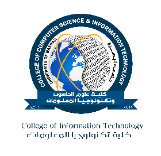 COLLEGE OF COMPUTER SCIENCE & INFORMATION TECHNOLOGY
كلية علوم الحاسوب
وتكنولوجيا المعلومات
College of Information Technology
كلية تكنولوجيا المعلومات